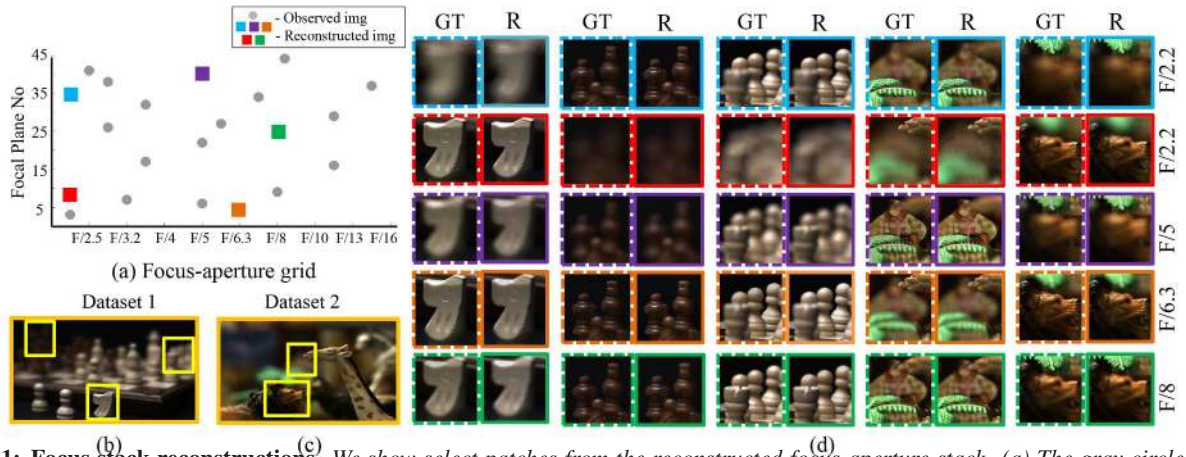 - Observed img
- Reconstructed img
Focal Plane No
45
35
25
15
5
F/2.5 F/3.2 F/4 F/5 F/6.3 F/8 F/10 F/13 F/16
(a) Focus-aperture grid
Dataset 1 Dataset 2
(b) (c)
GT R GT R GT R GT R GT R
F/2.2
F/2.2
F/5
F/6.3
F/8
(d)
1: Focus stack reconstructions. We show select patches from the reconstructed focus-aperture stack. (a) The gray circle